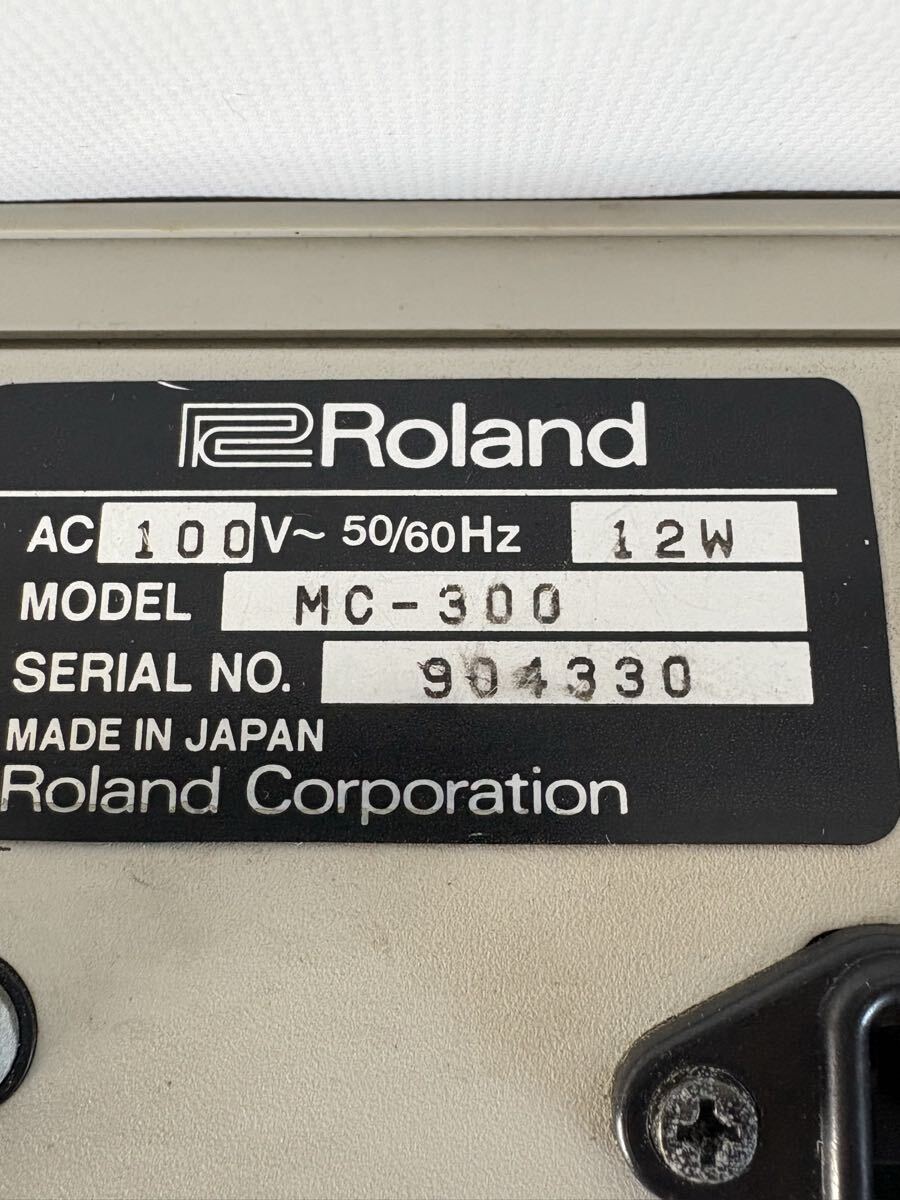 Roland
AC 100 V~ 50/60Hz 12W
MODEL MC-300
SERIAL NO. 904330
MADE IN JAPAN
Roland Corporation